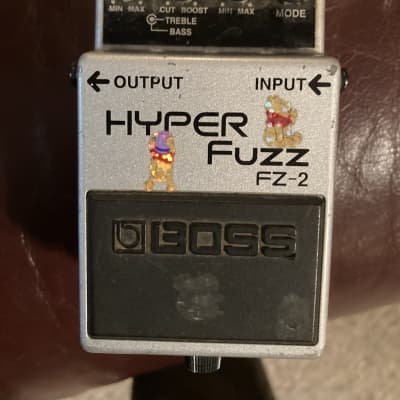 MIN MAX CUT BOOST MIN MAX MODE
TREBLE
BASS
OUTPUT INPUT
HYPER
FUZZ
FZ-2
BOSS